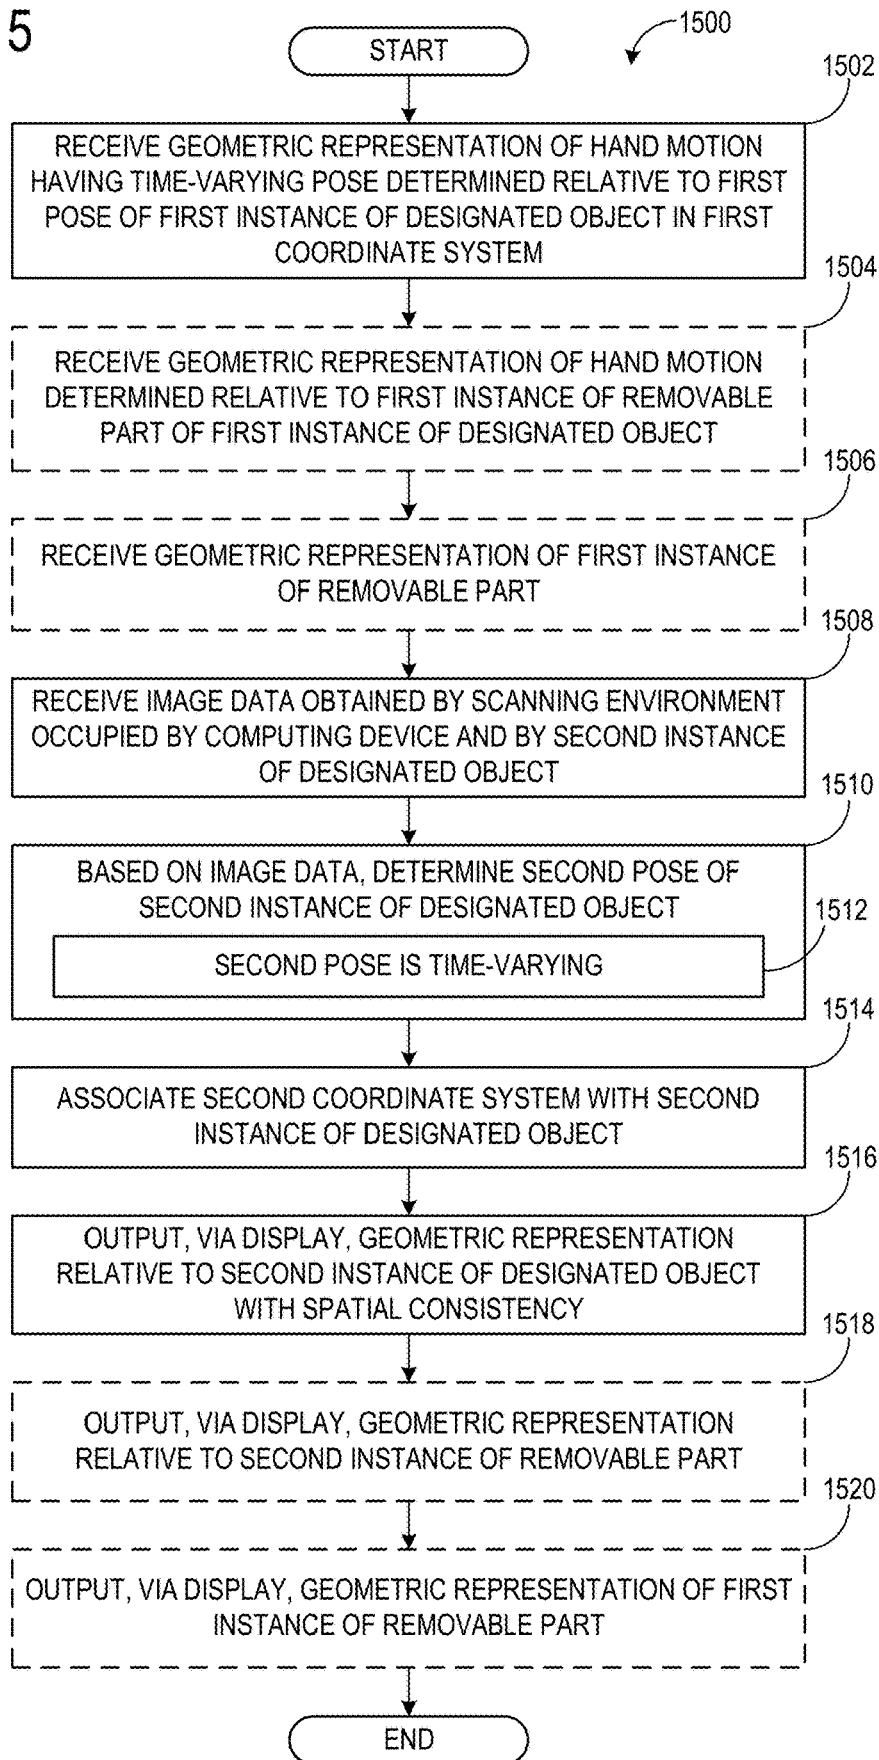 5
START
1500
1502
RECEIVE GEOMETRIC REPRESENTATION OF HAND MOTION
HAVING TIME-VARYING POSE DETERMINED RELATIVE TO FIRST
POSE OF FIRST INSTANCE OF DESIGNATED OBJECT IN FIRST
COORDINATE SYSTEM
1504
RECEIVE GEOMETRIC REPRESENTATION OF HAND MOTION
DETERMINED RELATIVE TO FIRST INSTANCE OF REMOVABLE
PART OF FIRST INSTANCE OF DESIGNATED OBJECT
1506
RECEIVE GEOMETRIC REPRESENTATION OF FIRST INSTANCE
OF REMOVABLE PART
1508
RECEIVE IMAGE DATA OBTAINED BY SCANNING ENVIRONMENT
OCCUPIED BY COMPUTING DEVICE AND BY SECOND INSTANCE
OF DESIGNATED OBJECT
1510
BASED ON IMAGE DATA, DETERMINE SECOND POSE OF
SECOND INSTANCE OF DESIGNATED OBJECT
1512
SECOND POSE IS TIME-VARYING
1514
ASSOCIATE SECOND COORDINATE SYSTEM WITH SECOND
INSTANCE OF DESIGNATED OBJECT
1516
OUTPUT, VIA DISPLAY, GEOMETRIC REPRESENTATION
RELATIVE TO SECOND INSTANCE OF DESIGNATED OBJECT
WITH SPATIAL CONSISTENCY
1518
OUTPUT, VIA DISPLAY, GEOMETRIC REPRESENTATION
RELATIVE TO SECOND INSTANCE OF REMOVABLE PART
1520
OUTPUT, VIA DISPLAY, GEOMETRIC REPRESENTATION OF FIRST
INSTANCE OF REMOVABLE PART
END